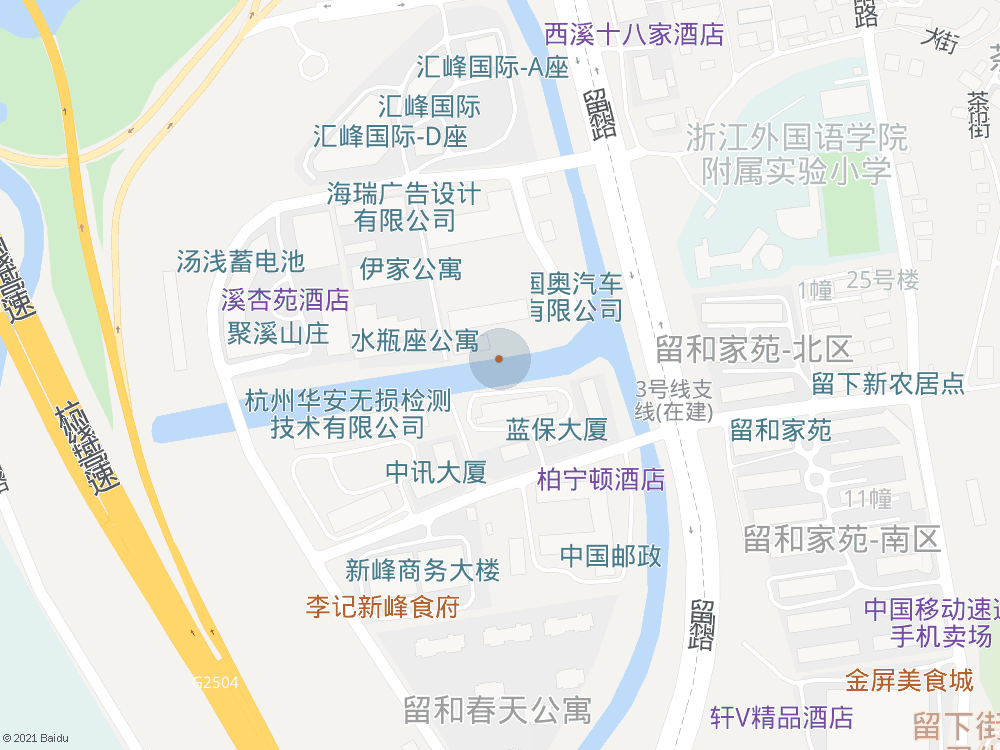 西溪十八家酒店
大街
汇峰国际-A座
汇峰国际
汇峰国际-D座
浙江外国语学院
附属实验小学
海瑞广告设计
有限公司
汤浅蓄电池
伊家公寓
国奥汽车
有限公司
1幢
25号楼
溪杏苑酒店
聚溪山庄
水瓶座公寓
留和家苑-北区
3号线支
线(在建)
留下新农居点
杭州华安无损检测
技术有限公司
蓝保大厦
留和家苑
中讯大厦
柏宁顿酒店
11幢
留和家苑-南区
新峰商务大楼
中国邮政
李记新峰食府
中国移动
手机卖场
G2504
金屏美食城
留和春天公寓
轩V精品酒店
留下街
© 2021 Baidu